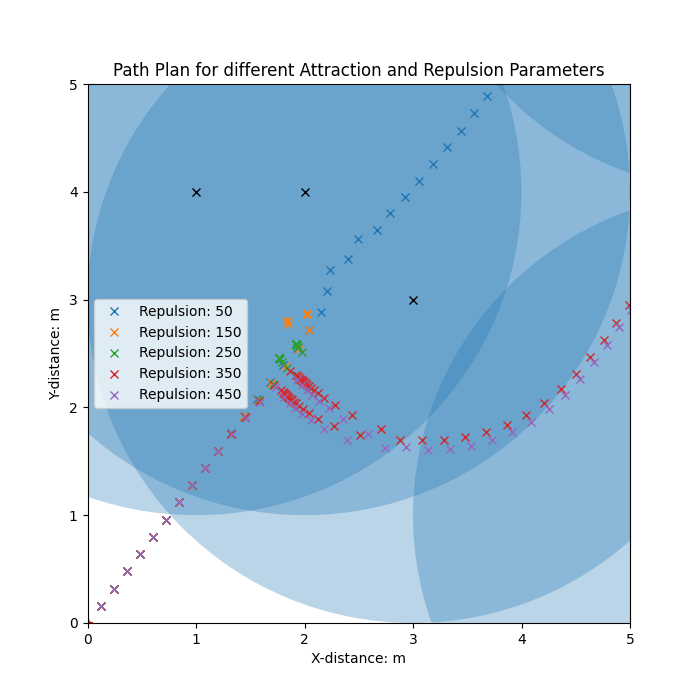 Path Plan for different Attraction and Repulsion Parameters
5
4
3
2
1
0
Y-distance: m
Repulsion: 50
Repulsion: 150
Repulsion: 250
Repulsion: 350
Repulsion: 450
0 1 2 3 4 5
X-distance: m